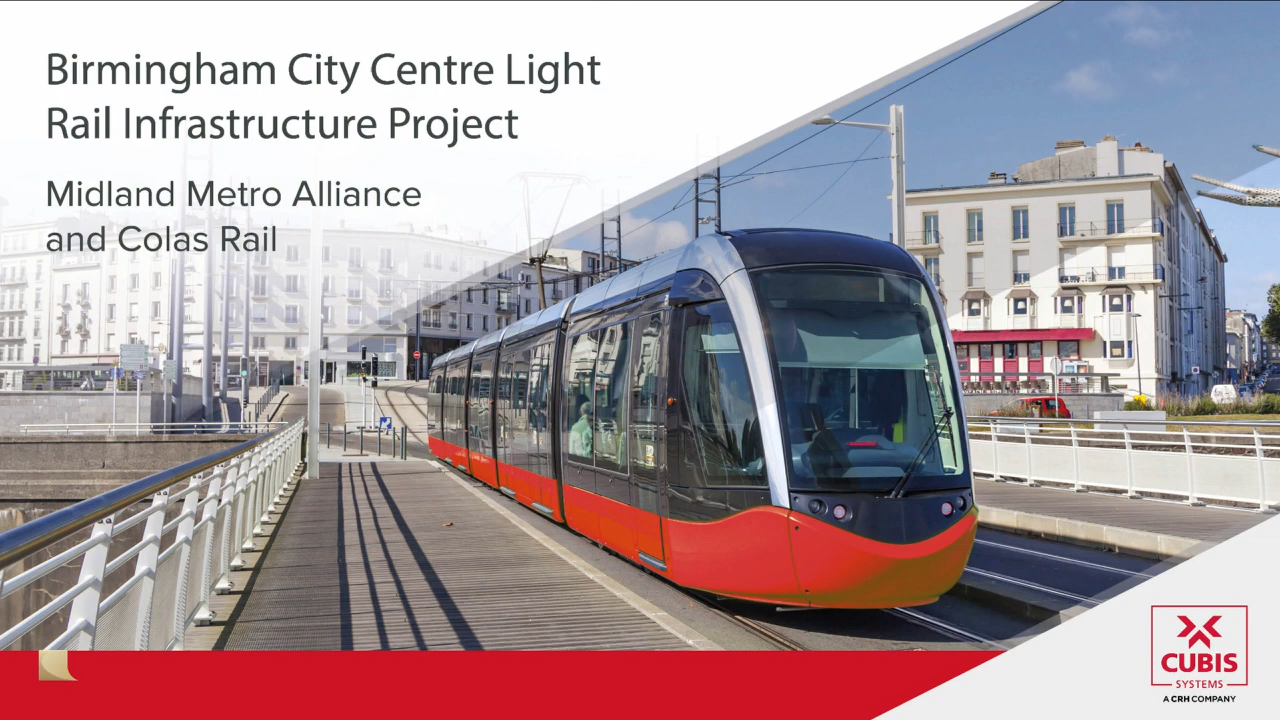 Birmingham City Centre Light
Rail Infrastructure Project
Midland Metro Alliance
and Colas Rail
CUBIS
SYSTEMS
A CRH COMPANY